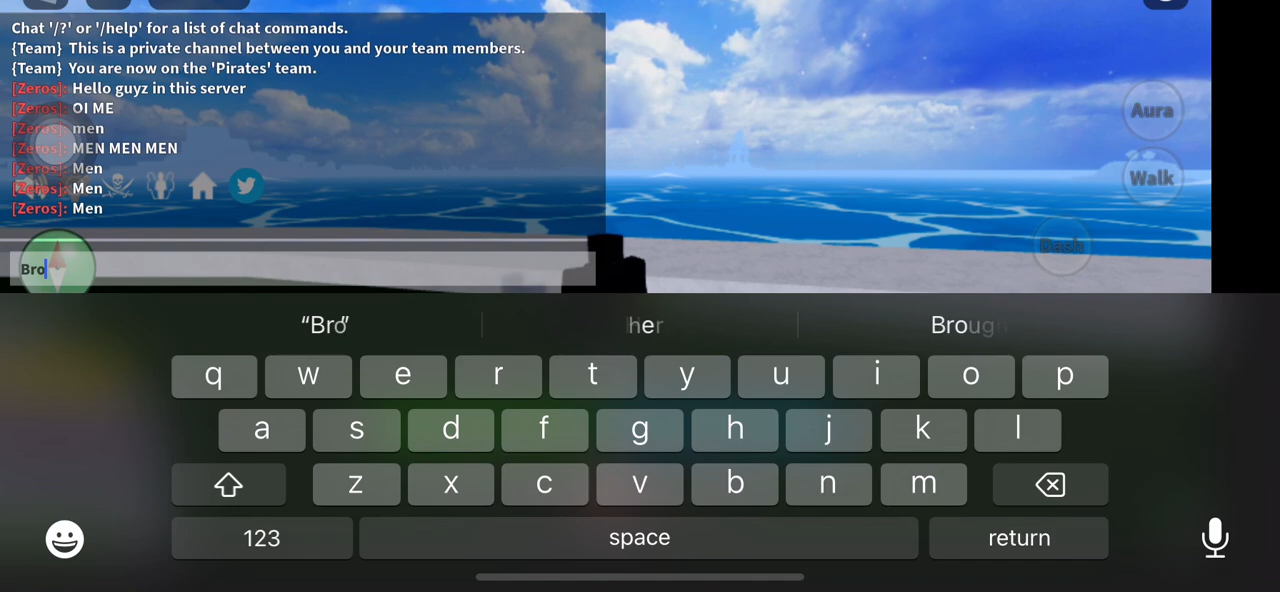 Chat '/?' or '/help' for a list of chat commands.
{Team} This is a private channel between you and your team members.
{Team} You are now on the 'Pirates' team.
[Zeros]: Hello guyz in this server
[Zeros]: OI ME
[Zeros]: men
[Zeros]: MEN MEN MEN
[Zeros]: Men
[Zeros]: Men
[Zeros]: Men
Aura
Walk
Dash
Bro
“Bro”
her
Broug
q w e r t y u i o p
a s d f g h j k l
z x c v b n m
123 space return